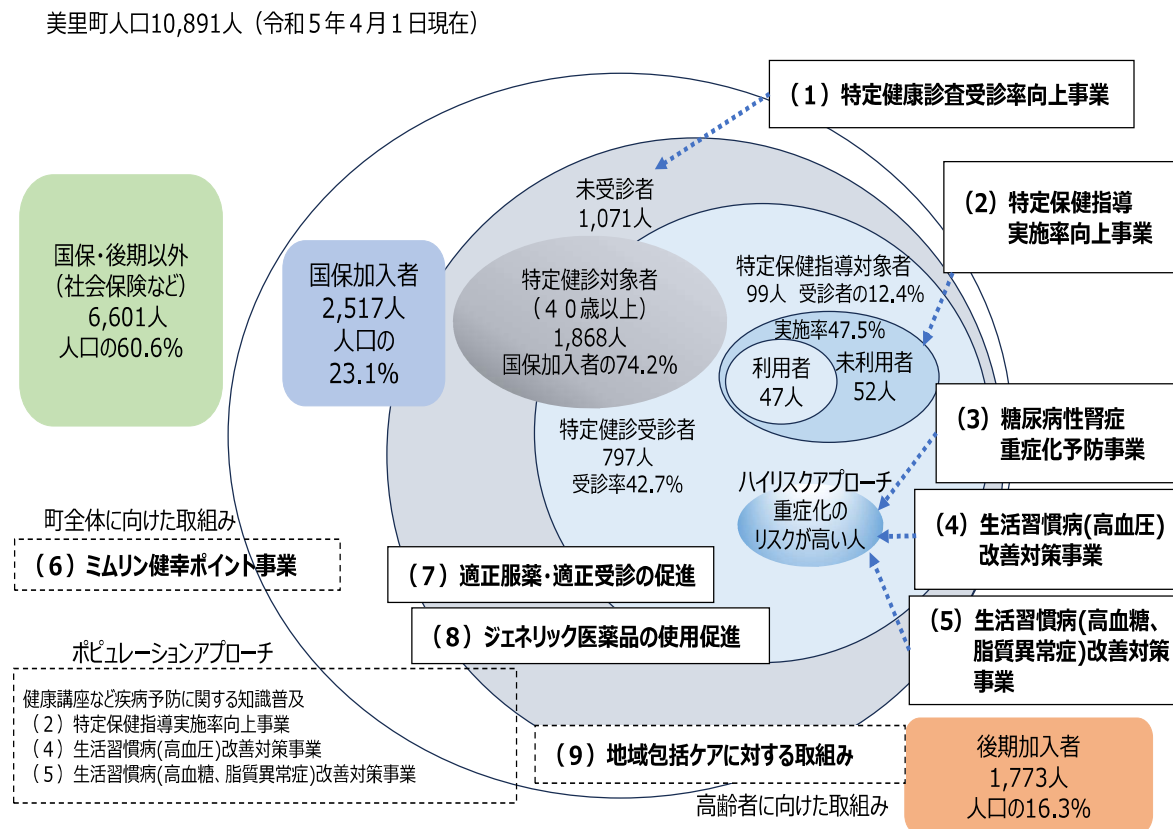 美里町人口10,891人（令和５年４月１日現在）
（１）特定健康診査受診率向上事業
（２）特定保健指導
実施率向上事業
未受診者
1,071人
国保・後期以外
（社会保険など）
6,601人
人口の60.6%
国保加入者
2,517人
人口の
23.1%
特定健診対象者
（４０歳以上）
1,868人
国保加入者の74.2%
特定保健指導対象者
99人　受診者の12.4%
実施率47.5%
利用者
47人
未利用者
52人
特定健診受診者
797人
受診率42.7%
（３）糖尿病性腎症
重症化予防事業
ハイリスクアプローチ
重症化の
リスクが高い人
（４）生活習慣病(高血圧)
改善対策事業
（５）生活習慣病(高血糖、
脂質異常症)改善対策
事業
町全体に向けた取組み
（６）ミムリン健幸ポイント事業
（７）適正服薬・適正受診の促進
（８）ジェネリック医薬品の使用促進
ポピュレーションアプローチ
健康講座など疾病予防に関する知識普及
（２）特定保健指導実施率向上事業
（４）生活習慣病(高血圧)改善対策事業
（５）生活習慣病(高血糖、脂質異常症)改善対策事業
（９）地域包括ケアに対する取組み
高齢者に向けた取組み
後期加入者
1,773人
人口の16.3%